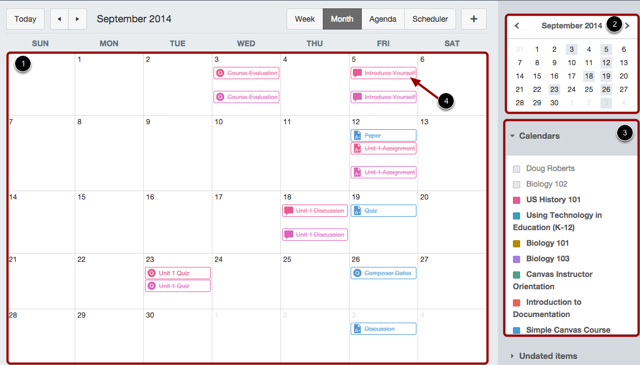 Today
September 2014
Week Month Agenda Scheduler +
SUN MON TUE WED THU FRI SAT
1
1 2 3 4 5 6
Course Evaluation
Introduce Yourself
Course Evaluation
Introduce Yourself
4
7 8 9 10 11 12 13
Paper
Unit 1 Assignment
Unit 1 Assignment
14 15 16 17 18 19 20
Unit 1 Discussion
Quiz
Unit 1 Discussion
21 22 23 24 25 26 27
Unit 1 Quiz
Composer Dates
Unit 1 Quiz
28 29 30 1 2 3 4
Discussion
September 2014
2
31 1 2 3 4 5 6
7 8 9 10 11 12 13
14 15 16 17 18 19 20
21 22 23 24 25 26 27
28 29 30 1 2 3 4
3
Calendars
Doug Roberts
Biology 102
US History 101
Using Technology in
Education (K-12)
Biology 101
Biology 103
Canvas Instructor
Orientation
Introduction to
Documentation
Simple Canvas Course
Undated items